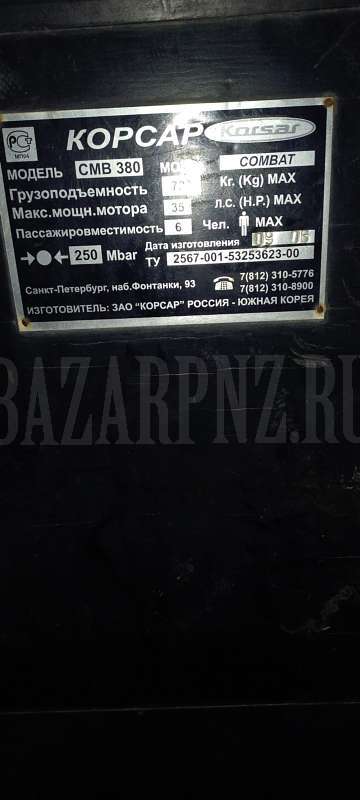 РС
МП04
КОРСАР Korsar
МОДЕЛЬ CMB 380 COMBAT
Грузоподъемность Кг. (Kg) MAX
Макс.мощн.мотора 35 л.с. (H.P.) MAX
Пассажировместимость 6 Чел. MAX
Дата изготовления
250 Mbar ТУ 2567-001-53253623-00
Санкт-Петербург, наб.Фонтанки, 93 7(812) 310-5776
7(812) 310-8900
ИЗГОТОВИТЕЛЬ: ЗАО "КОРСАР" РОССИЯ - ЮЖНАЯ КОРЕЯ
BAZARPNZ.RU